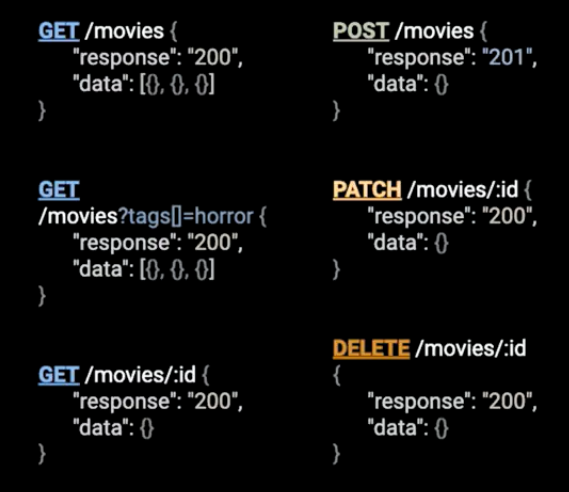 GET /movies {
"response": "200",
"data": [{}, {}, {}]
}
GET
/movies?tags[]=horror {
"response": "200",
"data": [{}, {}, {}]
}
GET /movies/:id {
"response": "200",
"data": {}
}
POST /movies {
"response": "201",
"data": {}
}
PATCH /movies/:id {
"response": "200",
"data": {}
}
DELETE /movies/:id
{
"response": "200",
"data": {}
}